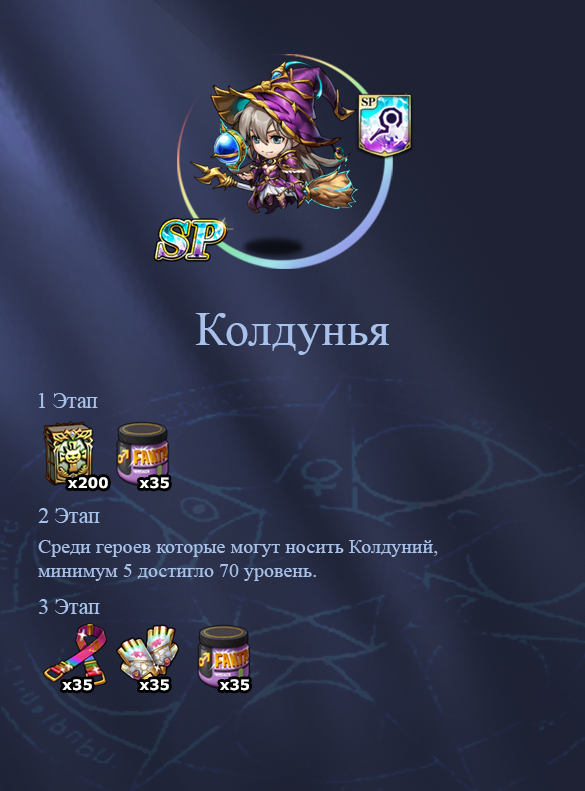 SP
SP
Колдунья
1 Этап
x200 x35
2 Этап
Среди героев которые могут носить Колдуний,
минимум 5 достигло 70 уровень.
3 Этап
x35 x35 x35